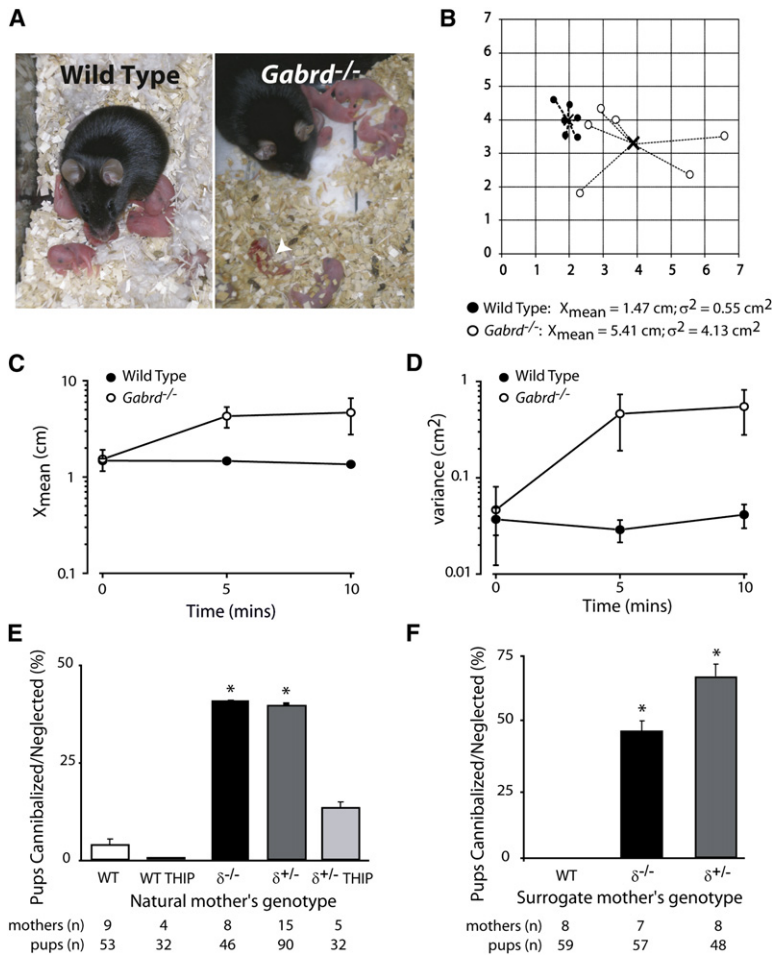 A
Wild Type
Gabrd-/-
B
7
6
5
4
3
2
1
0
0 1 2 3 4 5 6 7
Wild Type: Xmean = 1.47 cm; σ² = 0.55 cm²
Gabrd-/-: Xmean = 5.41 cm; σ² = 4.13 cm²
C
Wild Type
Gabrd-/-
Xmean (cm)
10
1
0.1
0 5 10
Time (mins)
D
Wild Type
Gabrd-/-
variance (cm²)
1
0.1
0.01
0 5 10
Time (mins)
E
Pups Cannibalized/Neglected (%)
50
25
0
* *
WT WT THIP δ-/- δ+/- δ+/- THIP
Natural mother's genotype
mothers (n) 9 4 8 15 5
pups (n) 53 32 46 90 32
F
Pups Cannibalized/Neglected (%)
75
50
25
0
* *
WT δ-/- δ+/-
Surrogate mother's genotype
mothers (n) 8 7 8
pups (n) 59 57 48